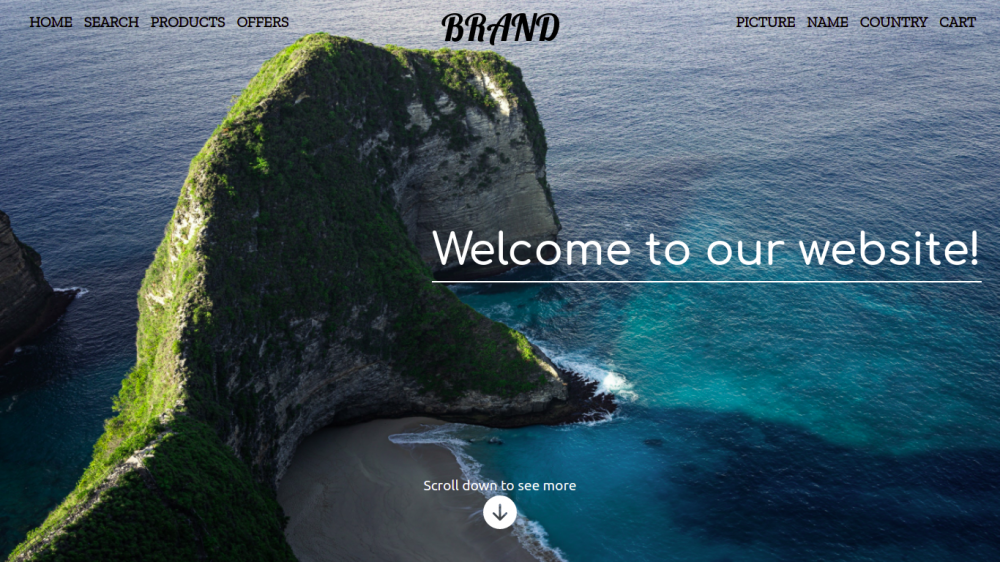 HOME SEARCH PRODUCTS OFFERS BRAND PICTURE NAME COUNTRY CART
Welcome to our website!
Scroll down to see more